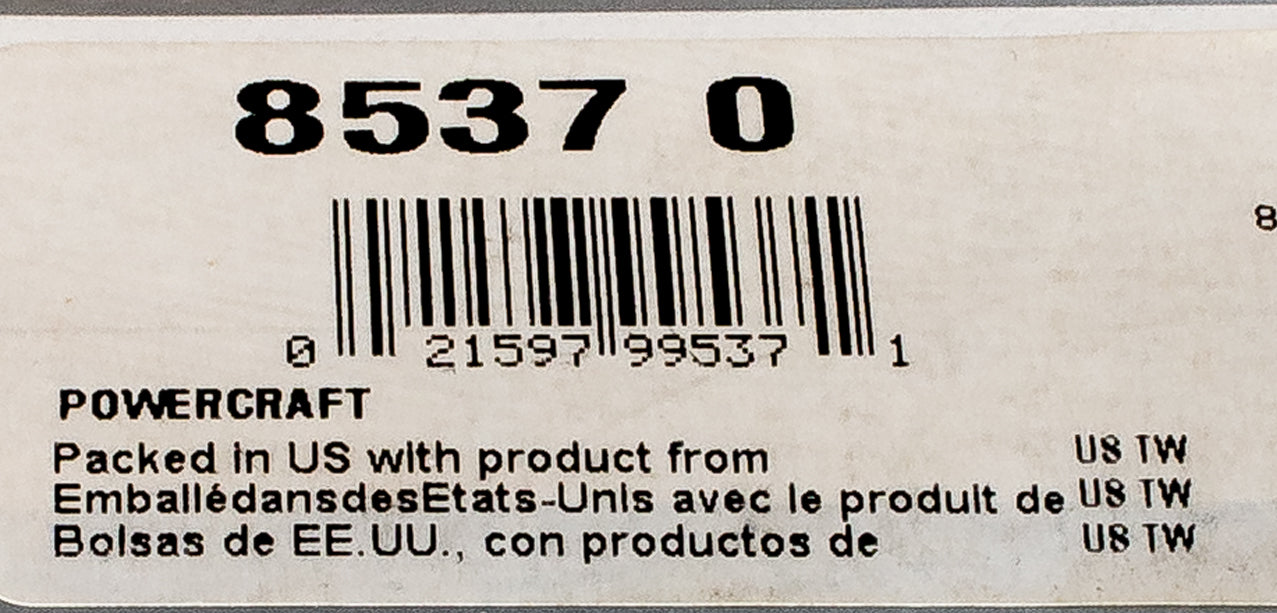 8537 0
8
0 21597 99537 1
POWERCRAFT
Packed in US with product from US TW
EmballédansdesEtats-Unis avec le produit de US TW
Bolsas de EE.UU., con productos de US TW